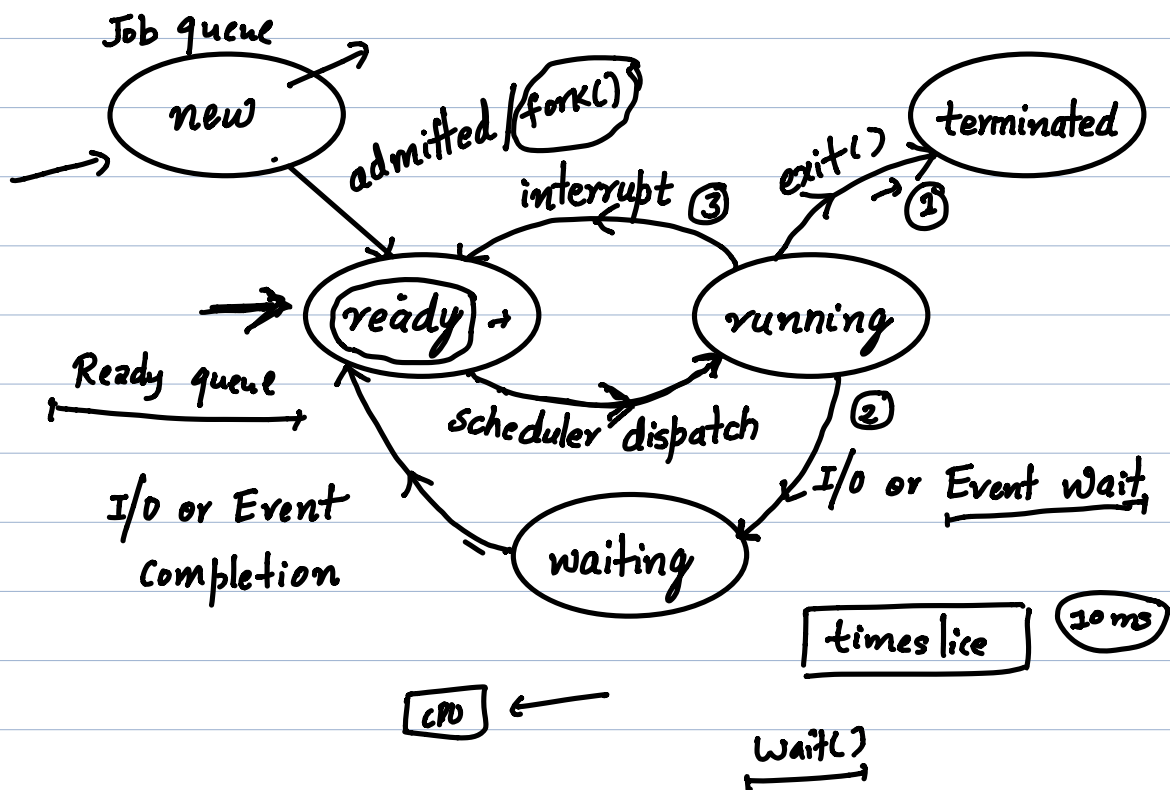 Job queue
new
admitted / fork()
terminated
exit()
1
interrupt 3
ready
running
Ready queue
scheduler dispatch
2
I/O or Event Wait
I/O or Event
Completion
waiting
timeslice
10 ms
CPU
Wait()